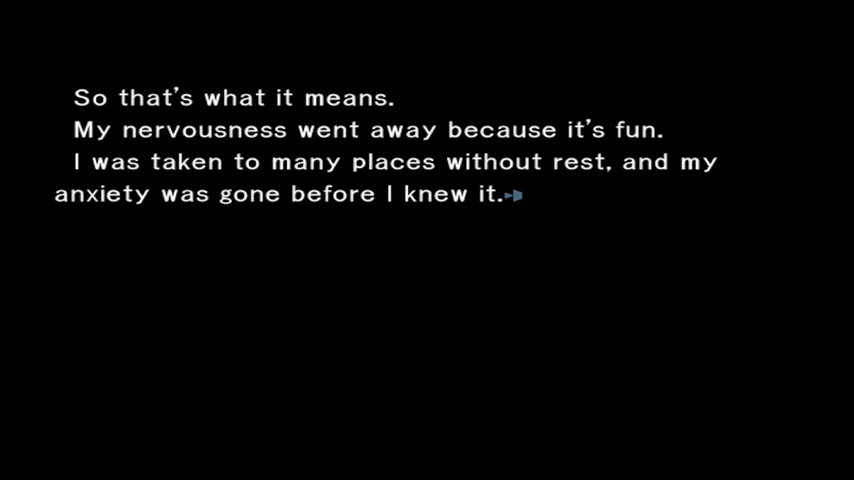 So that's what it means.
My nervousness went away because it's fun.
I was taken to many places without rest, and my
anxiety was gone before I knew it.